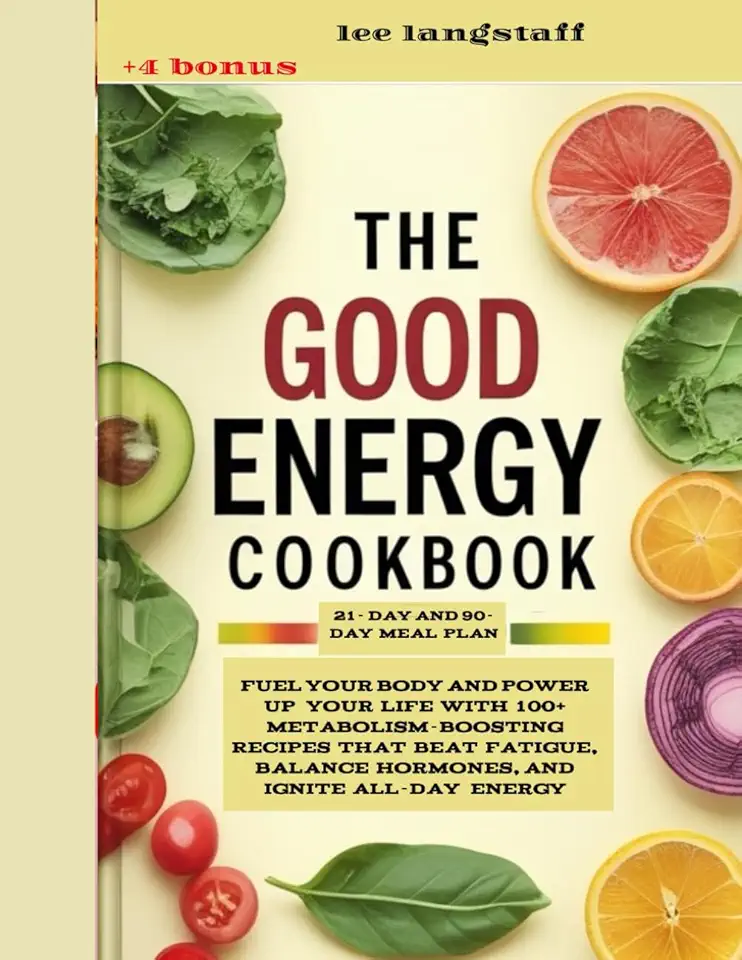 lee langstaff
+4 bonus
THE
GOOD
ENERGY
COOKBOOK
21- DAY AND 90-
DAY MEAL PLAN
FUEL YOUR BODY AND POWER
UP YOUR LIFE WITH 100+
METABOLISM-BOOSTING
RECIPES THAT BEAT FATIGUE,
BALANCE HORMONES, AND
IGNITE ALL-DAY ENERGY